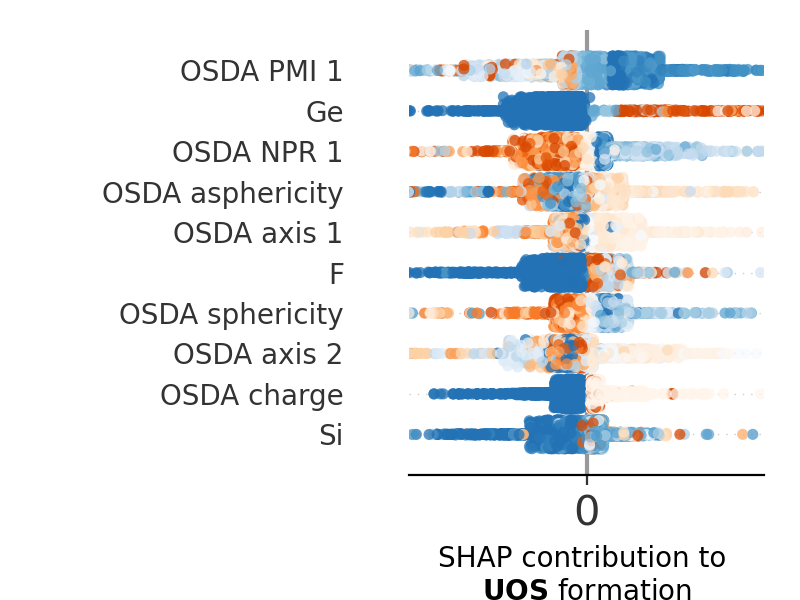 OSDA PMI 1
Ge
OSDA NPR 1
OSDA asphericity
OSDA axis 1
F
OSDA sphericity
OSDA axis 2
OSDA charge
Si
0
SHAP contribution to
UOS formation